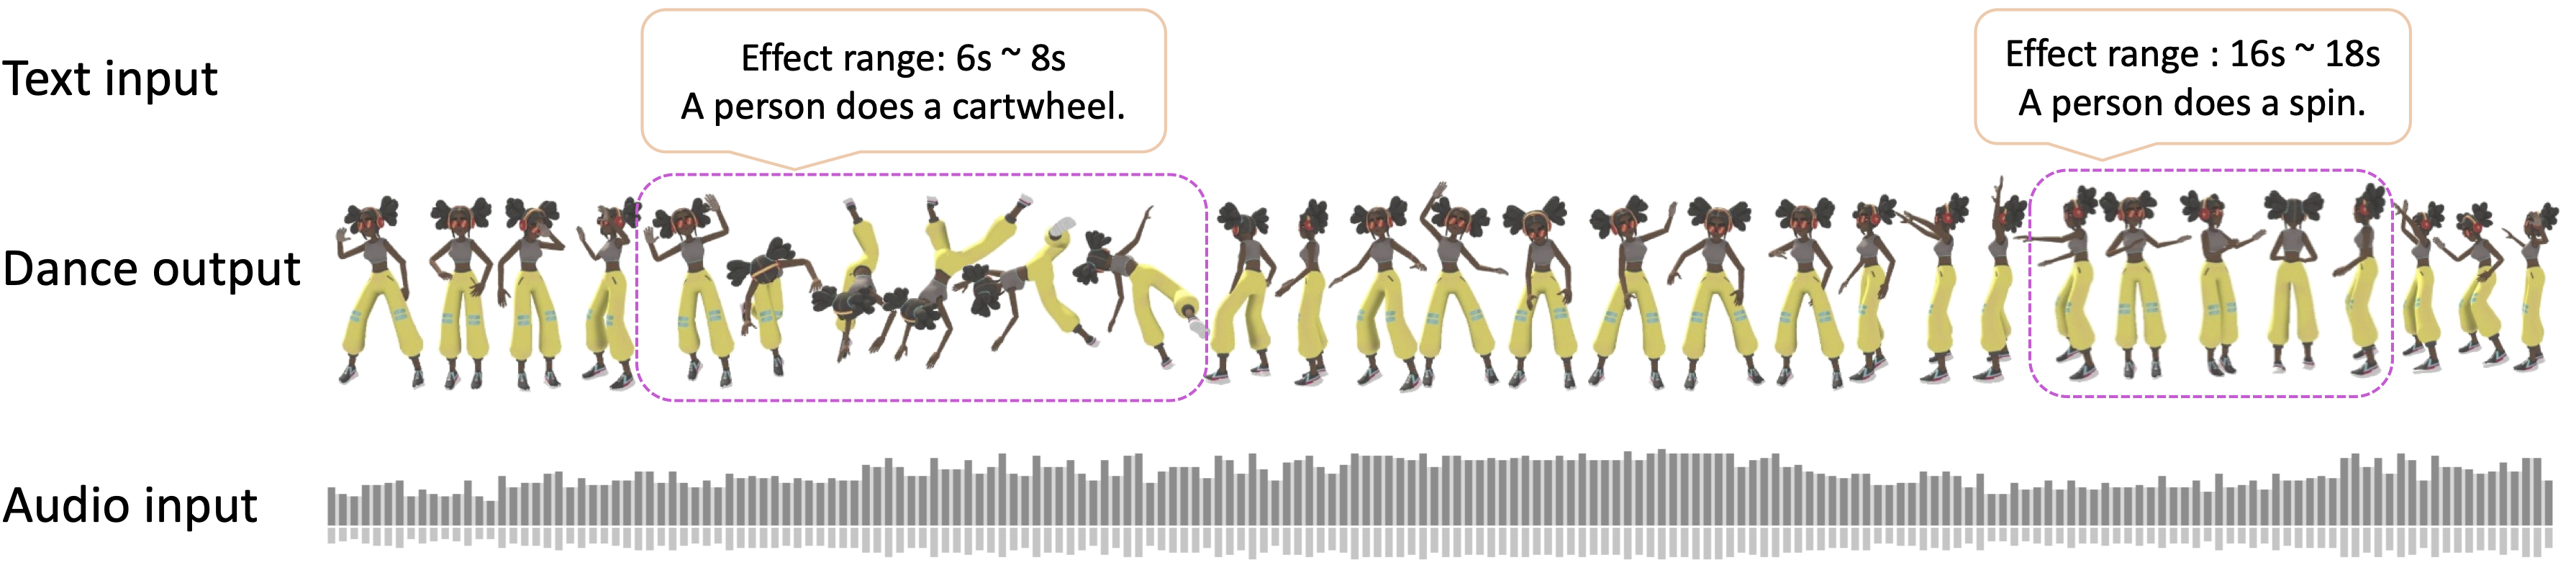 Text input
Effect range: 6s ~ 8s
A person does a cartwheel.
Effect range : 16s ~ 18s
A person does a spin.
Dance output
Audio input